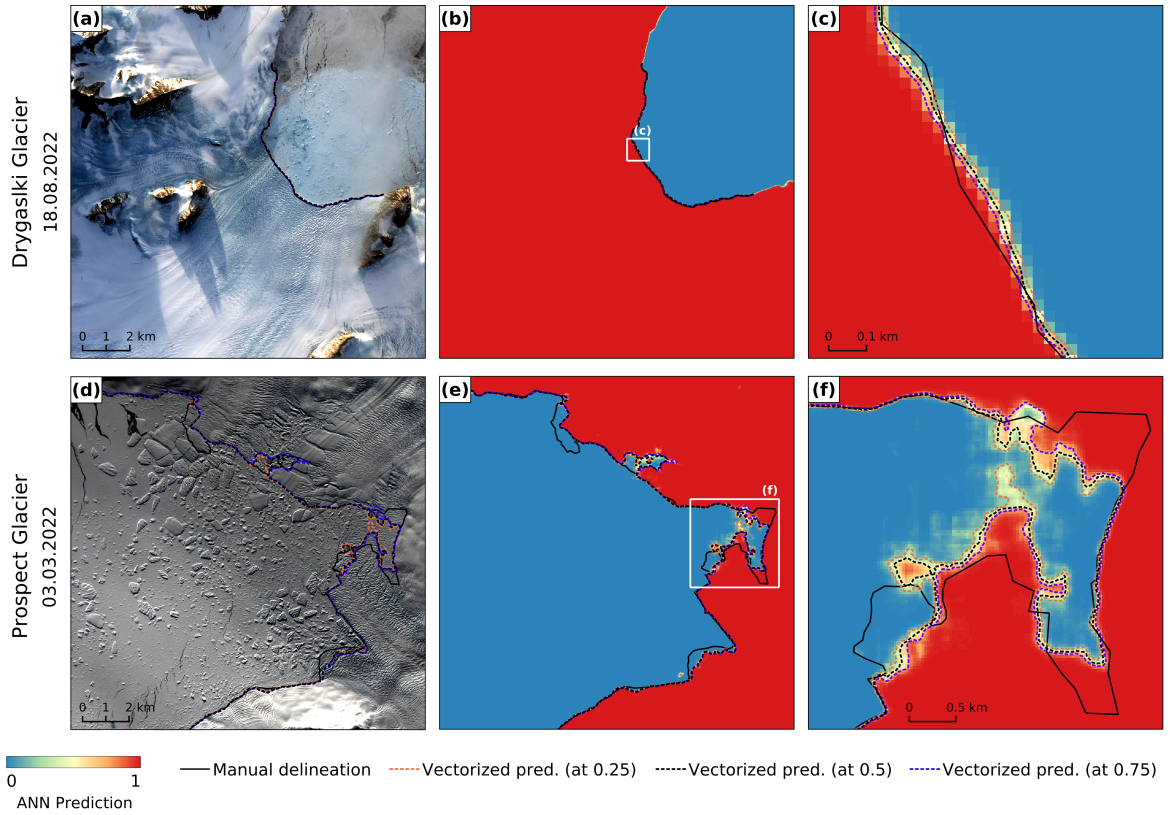 (a)
(b)
(c)
Drygaslki Glacier
18.08.2022
(c)
0 1 2 km
0 0.1 km
(d)
(e)
(f)
Prospect Glacier
03.03.2022
(f)
0 1 2 km
0 0.5 km
0 1
ANN Prediction
Manual delineation
Vectorized pred. (at 0.25)
Vectorized pred. (at 0.5)
Vectorized pred. (at 0.75)